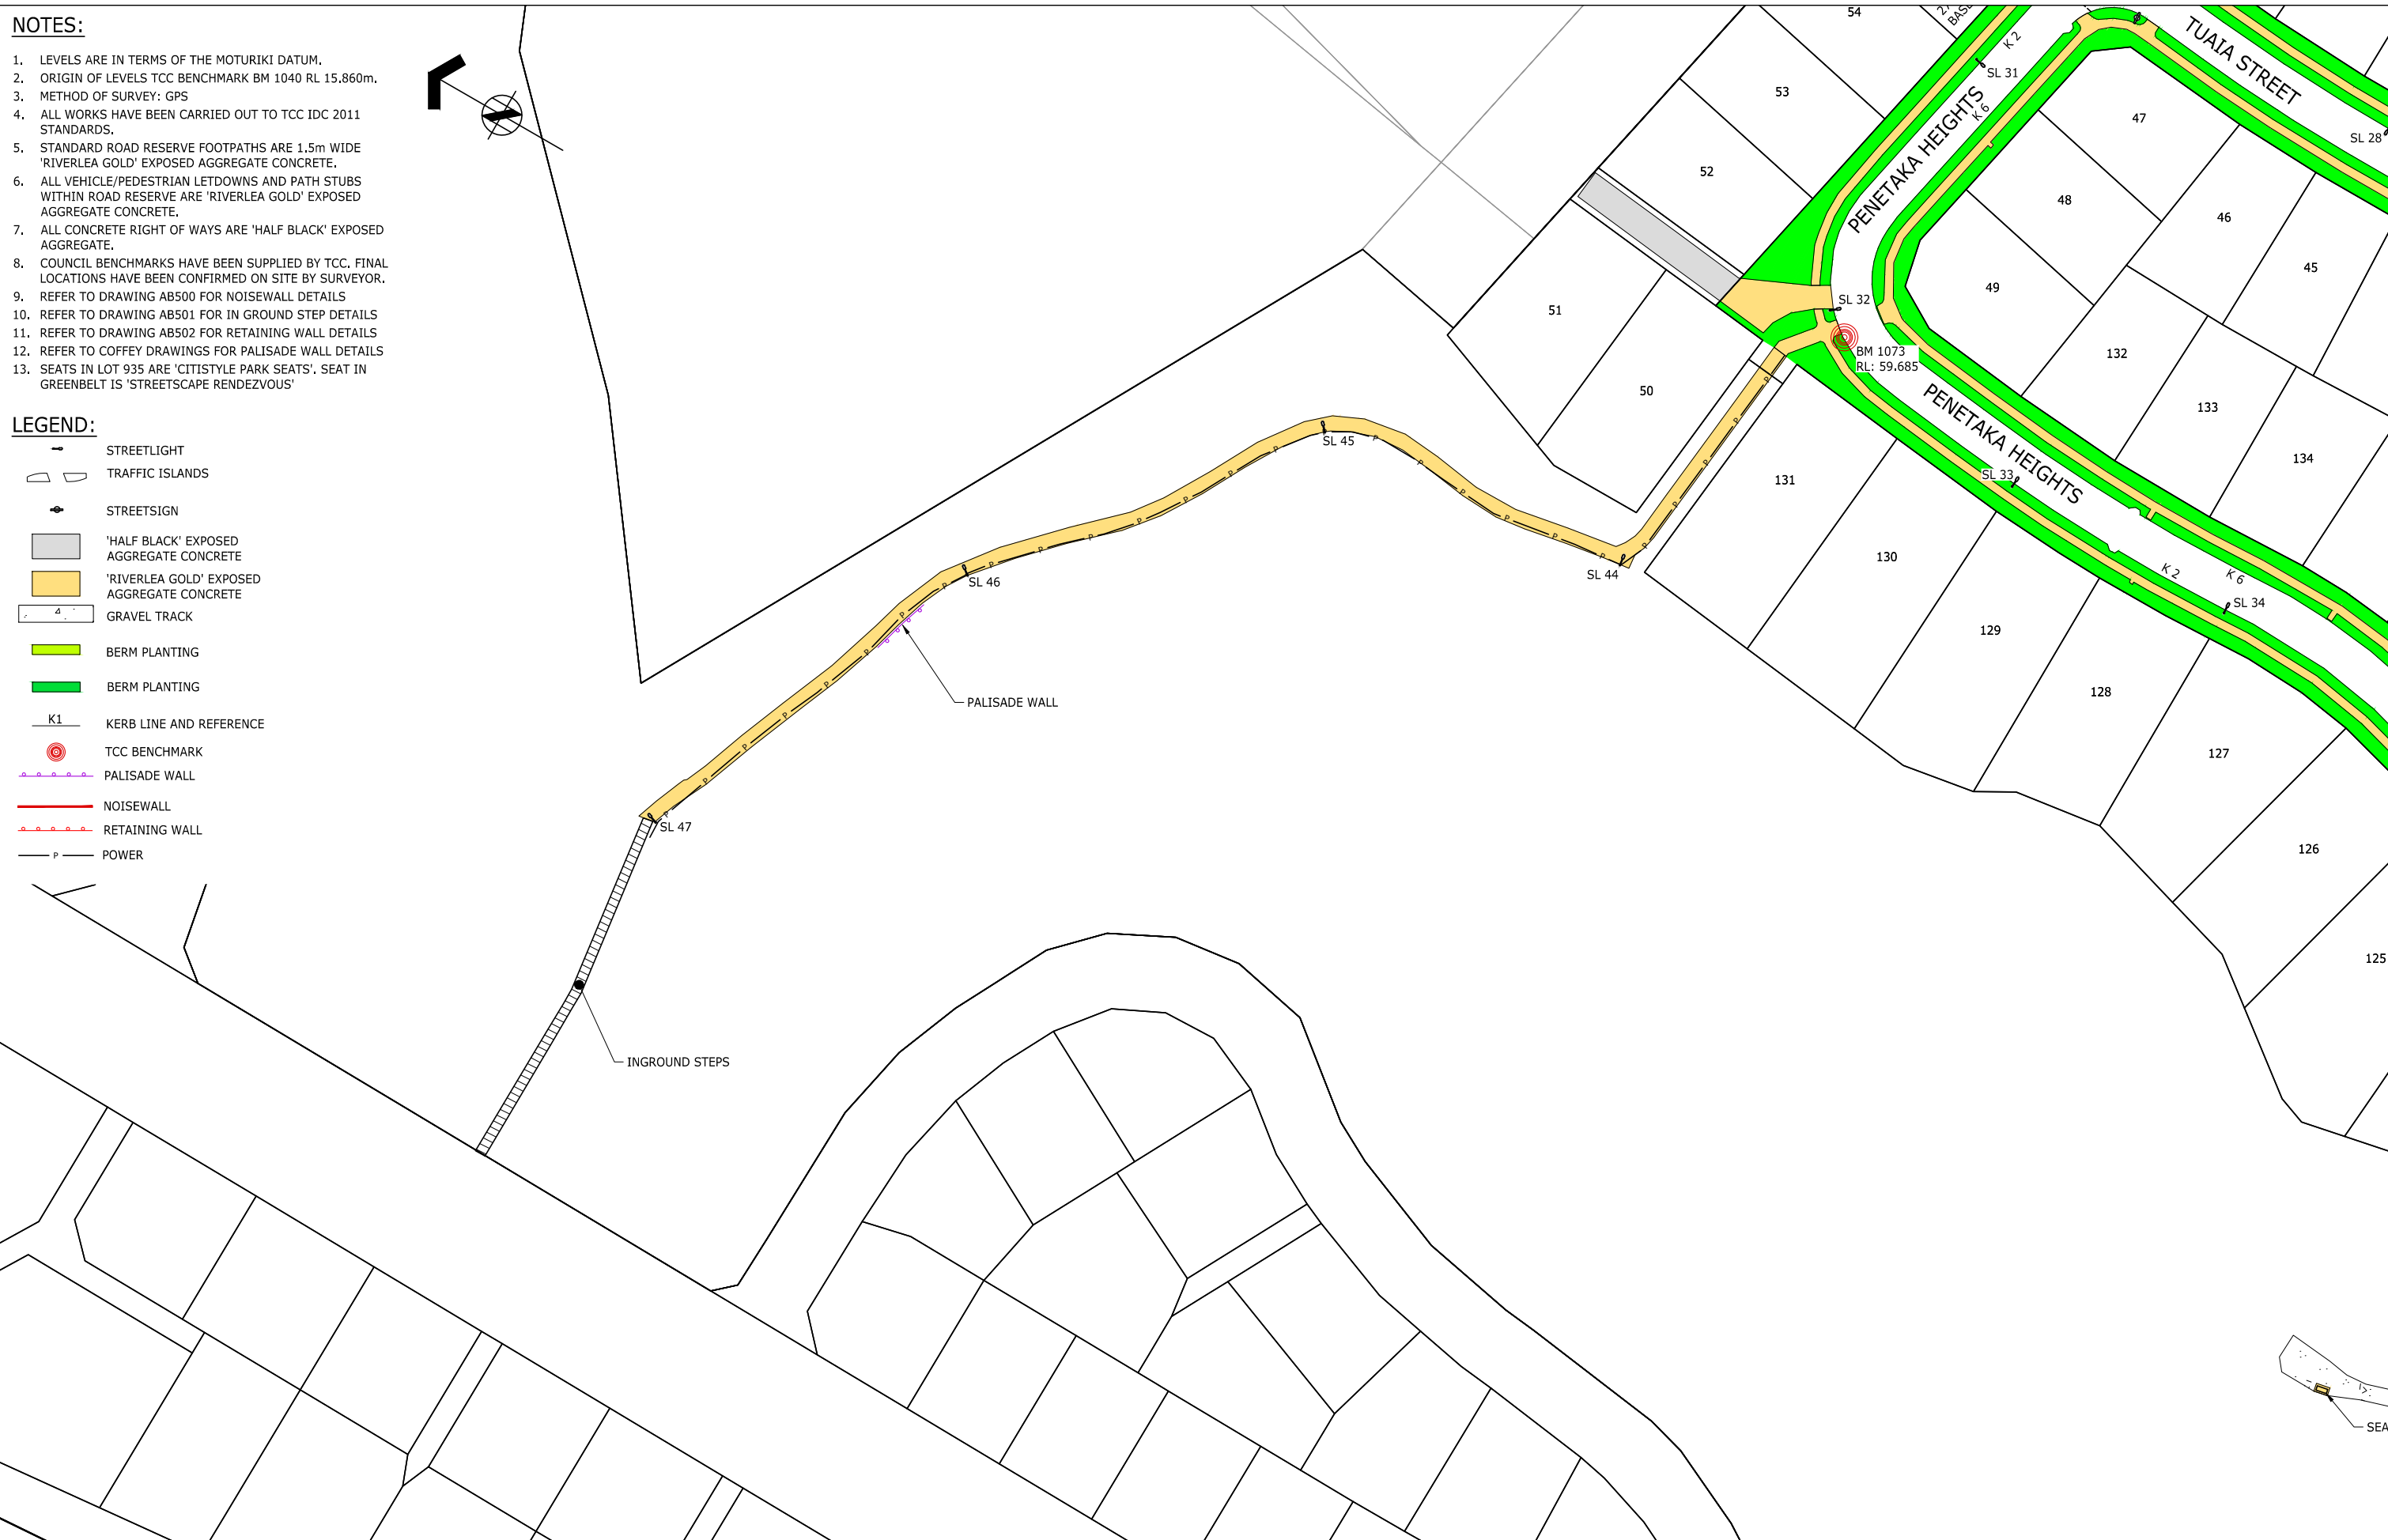 NOTES:
1. LEVELS ARE IN TERMS OF THE MOTURIKI DATUM.
2. ORIGIN OF LEVELS TCC BENCHMARK BM 1040 RL 15.860m.
3. METHOD OF SURVEY: GPS
4. ALL WORKS HAVE BEEN CARRIED OUT TO TCC IDC 2011
STANDARDS.
5. STANDARD ROAD RESERVE FOOTPATHS ARE 1.5m WIDE
'RIVERLEA GOLD' EXPOSED AGGREGATE CONCRETE.
6. ALL VEHICLE/PEDESTRIAN LETDOWNS AND PATH STUBS
WITHIN ROAD RESERVE ARE 'RIVERLEA GOLD' EXPOSED
AGGREGATE CONCRETE.
7. ALL CONCRETE RIGHT OF WAYS ARE 'HALF BLACK' EXPOSED
AGGREGATE.
8. COUNCIL BENCHMARKS HAVE BEEN SUPPLIED BY TCC. FINAL
LOCATIONS HAVE BEEN CONFIRMED ON SITE BY SURVEYOR.
9. REFER TO DRAWING AB500 FOR NOISEWALL DETAILS
10. REFER TO DRAWING AB501 FOR IN GROUND STEP DETAILS
11. REFER TO DRAWING AB502 FOR RETAINING WALL DETAILS
12. REFER TO COFFEY DRAWINGS FOR PALISADE WALL DETAILS
13. SEATS IN LOT 935 ARE 'CITISTYLE PARK SEATS'. SEAT IN
GREENBELT IS 'STREETSCAPE RENDEZVOUS'
LEGEND:
STREETLIGHT
TRAFFIC ISLANDS
STREETSIGN
'HALF BLACK' EXPOSED
AGGREGATE CONCRETE
'RIVERLEA GOLD' EXPOSED
AGGREGATE CONCRETE
GRAVEL TRACK
BERM PLANTING
BERM PLANTING
K1 KERB LINE AND REFERENCE
TCC BENCHMARK
PALISADE WALL
NOISEWALL
RETAINING WALL
P POWER
54
53
52
51
50
K 2
SL 31
K 6
PENETAKA HEIGHTS
TUAIA STREET
SL 28
47
48
46
49
45
SL 32
BM 1073
RL: 59.685
132
133
134
PENETAKA HEIGHTS
SL 33
K 2
K 6
SL 34
131
130
129
128
127
126
125
SL 45
SL 44
SL 46
PALISADE WALL
SL 47
INGROUND STEPS